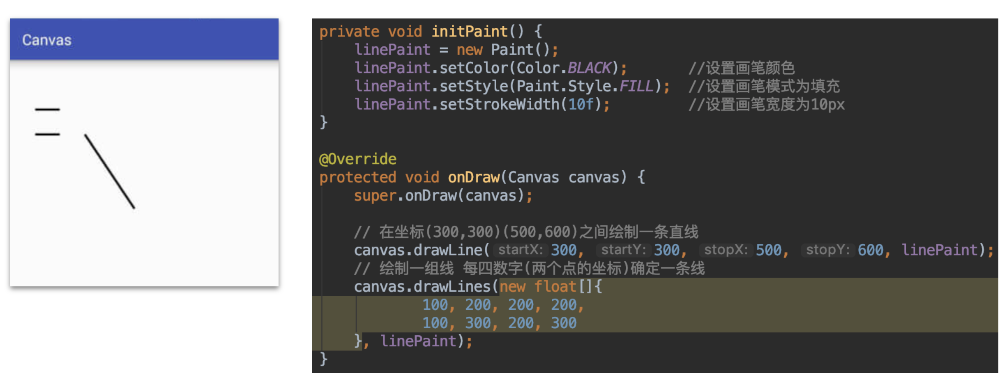 Canvas
private void initPaint() {
linePaint = new Paint();
linePaint.setColor(Color.BLACK); //设置画笔颜色
linePaint.setStyle(Paint.Style.FILL); //设置画笔模式为填充
linePaint.setStrokeWidth(10f); //设置画笔宽度为10px
}
@Override
protected void onDraw(Canvas canvas) {
super.onDraw(canvas);
// 在坐标(300,300)(500,600)之间绘制一条直线
canvas.drawLine( startX: 300, startY: 300, stopX: 500, stopY: 600, linePaint);
// 绘制一组线 每四数字(两个点的坐标)确定一条线
canvas.drawLines(new float[]{
100, 200, 200, 200,
100, 300, 200, 300
}, linePaint);
}